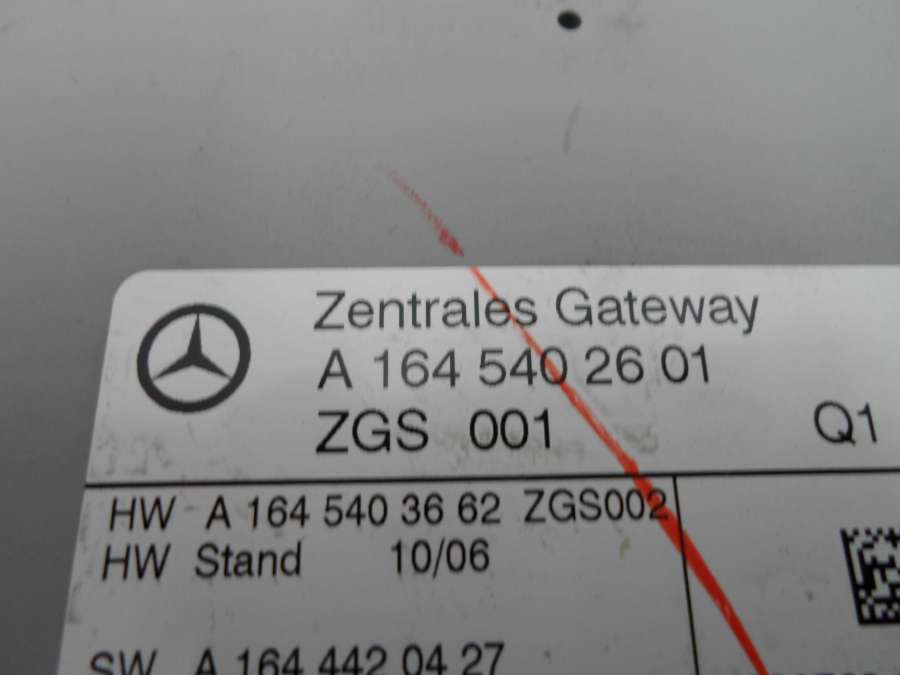 Zentrales Gateway
A 164 540 26 01
ZGS 001 Q1
HW A 164 540 36 62 ZGS002
HW Stand 10/06
SW A 164 442 04 27